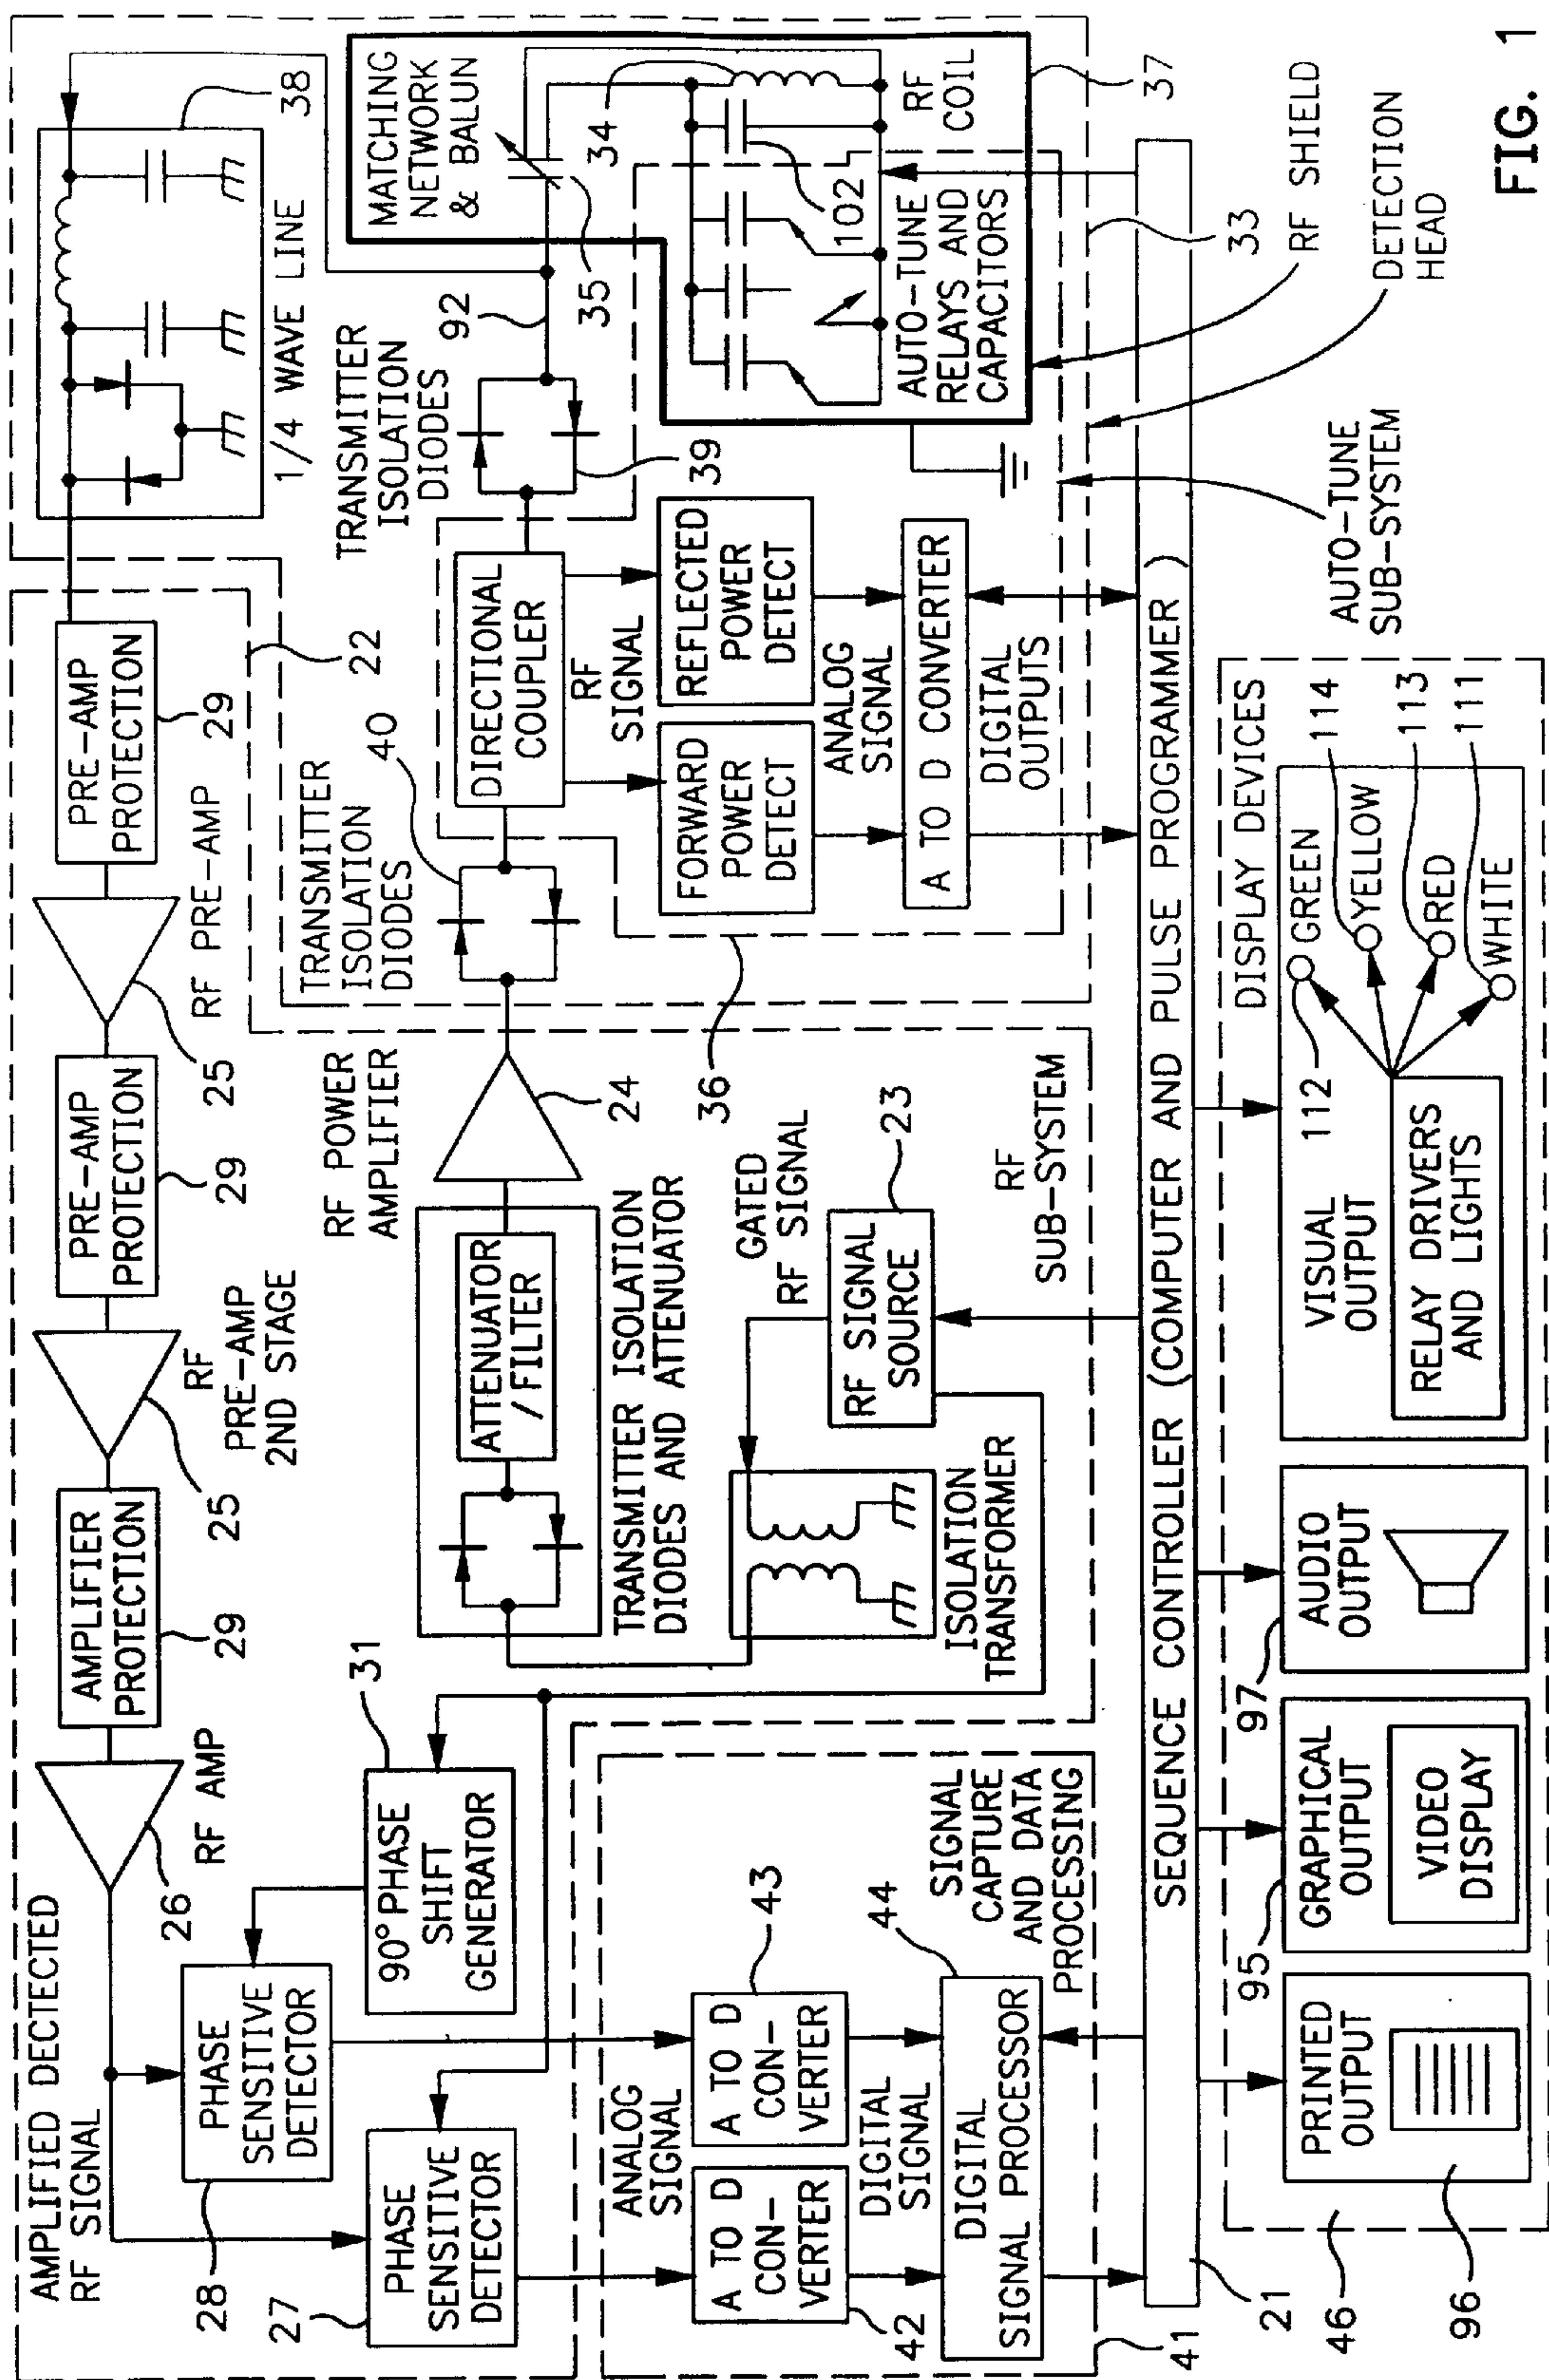 AMPLIFIED DECTECTED
RF SIGNAL
28
27
PHASE
SENSITIVE
DETECTOR
PHASE
SENSITIVE
DETECTOR
26
RF AMP
31
90° PHASE
SHIFT
GENERATOR
AMPLIFIER
PROTECTION
29
25
RF
PRE-AMP
2ND STAGE
PRE-AMP
PROTECTION
29
25
RF PRE-AMP
PRE-AMP
PROTECTION
29
22
38
1/4 WAVE LINE
ATTENUATOR
/FILTER
TRANSMITTER ISOLATION
DIODES AND ATTENUATOR
RF POWER
AMPLIFIER
24
TRANSMITTER
ISOLATION
DIODES
40
TRANSMITTER
ISOLATION
DIODES
39
92
MATCHING
NETWORK
& BALUN
35
34
RF
COIL
102
AUTO-TUNE
RELAYS AND
CAPACITORS
37
33
RF SHIELD
DETECTION
HEAD
AUTO-TUNE
SUB-SYSTEM
DIRECTIONAL
COUPLER
RF
SIGNAL
FORWARD
POWER
DETECT
REFLECTED
POWER
DETECT
ANALOG
SIGNAL
A TO D CONVERTER
DIGITAL
OUTPUTS
36
GATED
RF SIGNAL
RF SIGNAL
SOURCE
23
ISOLATION
TRANSFORMER
RF
SUB-SYSTEM
ANALOG
SIGNAL
A TO D
CON-
VERTER
42
A TO D
CON-
VERTER
43
DIGITAL
SIGNAL
DIGITAL
SIGNAL PROCESSOR
44
SIGNAL
CAPTURE
AND DATA
PROCESSING
41
SEQUENCE CONTROLLER (COMPUTER AND PULSE PROGRAMMER )
21
46
96
PRINTED
OUTPUT
95
GRAPHICAL
OUTPUT
VIDEO
DISPLAY
97
AUDIO
OUTPUT
VISUAL
OUTPUT
RELAY DRIVERS
AND LIGHTS
112
GREEN
YELLOW
RED
WHITE
114
113
111
DISPLAY DEVICES
FIG. 1